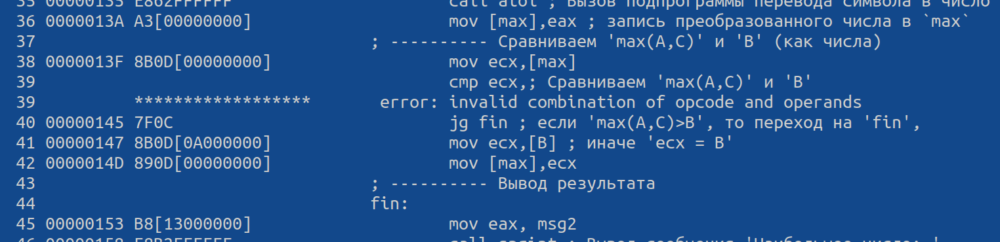 35 00000135 E862FFFFFF call atoi ; Вызов подпрограммы перевода символа в число
36 0000013A A3[00000000] mov [max],eax ; запись преобразованного числа в `max`
37 ; ---------- Сравниваем 'max(A,C)' и 'B' (как числа)
38 0000013F 8B0D[00000000] mov ecx,[max]
39 cmp ecx,; Сравниваем 'max(A,C)' и 'B'
39 ****************** error: invalid combination of opcode and operands
40 00000145 7F0C jg fin ; если 'max(A,C)>B', то переход на 'fin',
41 00000147 8B0D[0A000000] mov ecx,[B] ; иначе 'ecx = B'
42 0000014D 890D[00000000] mov [max],ecx
43 ; ---------- Вывод результата
44 fin:
45 00000153 B8[13000000] mov eax, msg2
46 00000158 call ; Вывод сообщения 'Наибольшее число: '